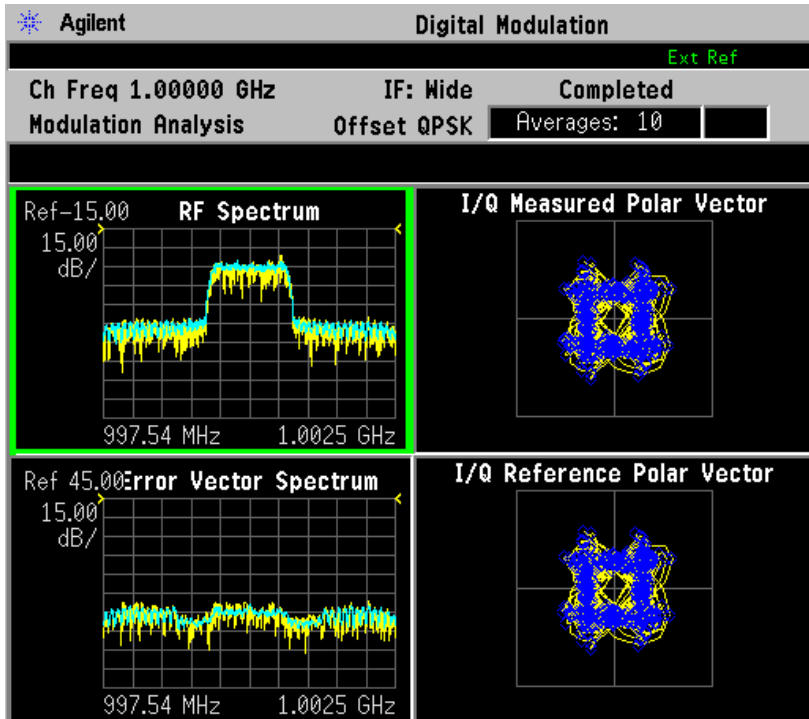 Agilent
Digital Modulation
Ext Ref
Ch Freq 1.00000 GHz
IF: Wide
Completed
Modulation Analysis
Offset QPSK
Averages: 10
Ref-15.00
RF Spectrum
15.00
dB/
997.54 MHz
1.0025 GHz
I/Q Measured Polar Vector
Ref 45.00
Error Vector Spectrum
15.00
dB/
997.54 MHz
1.0025 GHz
I/Q Reference Polar Vector